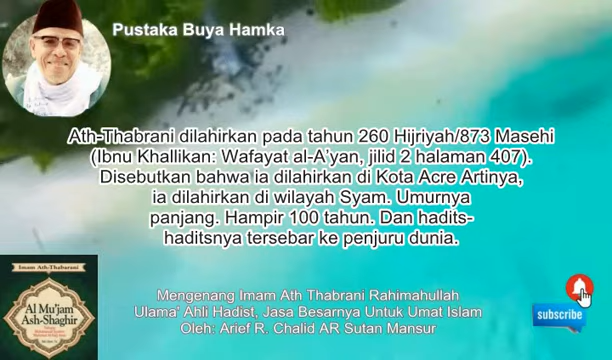 Pustaka Buya Hamka
Ath-Thabrani dilahirkan pada tahun 260 Hijriyah/873 Masehi
(Ibnu Khallikan: Wafayat al-A'yan, jilid 2 halaman 407).
Disebutkan bahwa ia dilahirkan di Kota Acre Artinya,
ia dilahirkan di wilayah Syam. Umurnya
panjang. Hampir 100 tahun. Dan hadits-
haditsnya tersebar ke penjuru dunia.
Imam Ath-Thabarani
Al Mu'jam
Ash-Shaghir
Mengenang Imam Ath Thabrani Rahimahullah
Ulama' Ahli Hadist, Jasa Besarnya Untuk Umat Islam
Oleh: Arief R. Chalid AR Sutan Mansur
subscribe